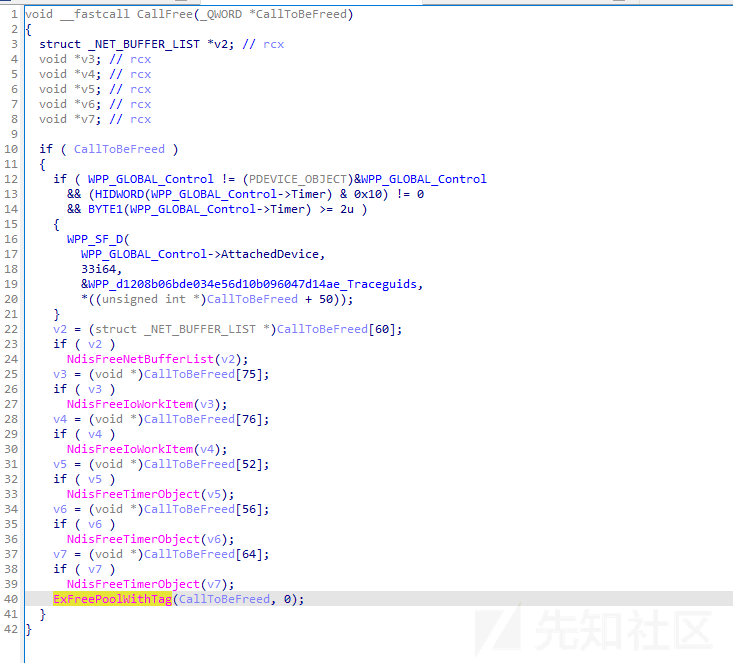 1 void __fastcall CallFree(_QWORD *CallToBeFreed)
2 {
3 struct _NET_BUFFER_LIST *v2; // rcx
4 void *v3; // rcx
5 void *v4; // rcx
6 void *v5; // rcx
7 void *v6; // rcx
8 void *v7; // rcx
9
10 if ( CallToBeFreed )
11 {
12 if ( WPP_GLOBAL_Control != (PDEVICE_OBJECT)&WPP_GLOBAL_Control
13 && (HIDWORD(WPP_GLOBAL_Control->Timer) & 0x10) != 0
14 && BYTE1(WPP_GLOBAL_Control->Timer) >= 2u )
15 {
16 WPP_SF_D(
17 WPP_GLOBAL_Control->AttachedDevice,
18 33i64,
19 &WPP_d1208b06bde034e56d10b096047d14ae_Traceguids,
20 *((unsigned int *)CallToBeFreed + 50));
21 }
22 v2 = (struct _NET_BUFFER_LIST *)CallToBeFreed[60];
23 if ( v2 )
24 NdisFreeNetBufferList(v2);
25 v3 = (void *)CallToBeFreed[75];
26 if ( v3 )
27 NdisFreeIoWorkItem(v3);
28 v4 = (void *)CallToBeFreed[76];
29 if ( v4 )
30 NdisFreeIoWorkItem(v4);
31 v5 = (void *)CallToBeFreed[52];
32 if ( v5 )
33 NdisFreeTimerObject(v5);
34 v6 = (void *)CallToBeFreed[56];
35 if ( v6 )
36 NdisFreeTimerObject(v6);
37 v7 = (void *)CallToBeFreed[64];
38 if ( v7 )
39 NdisFreeTimerObject(v7);
40 ExFreePoolWithTag(CallToBeFreed, 0);
41 }
42 }
先知社区